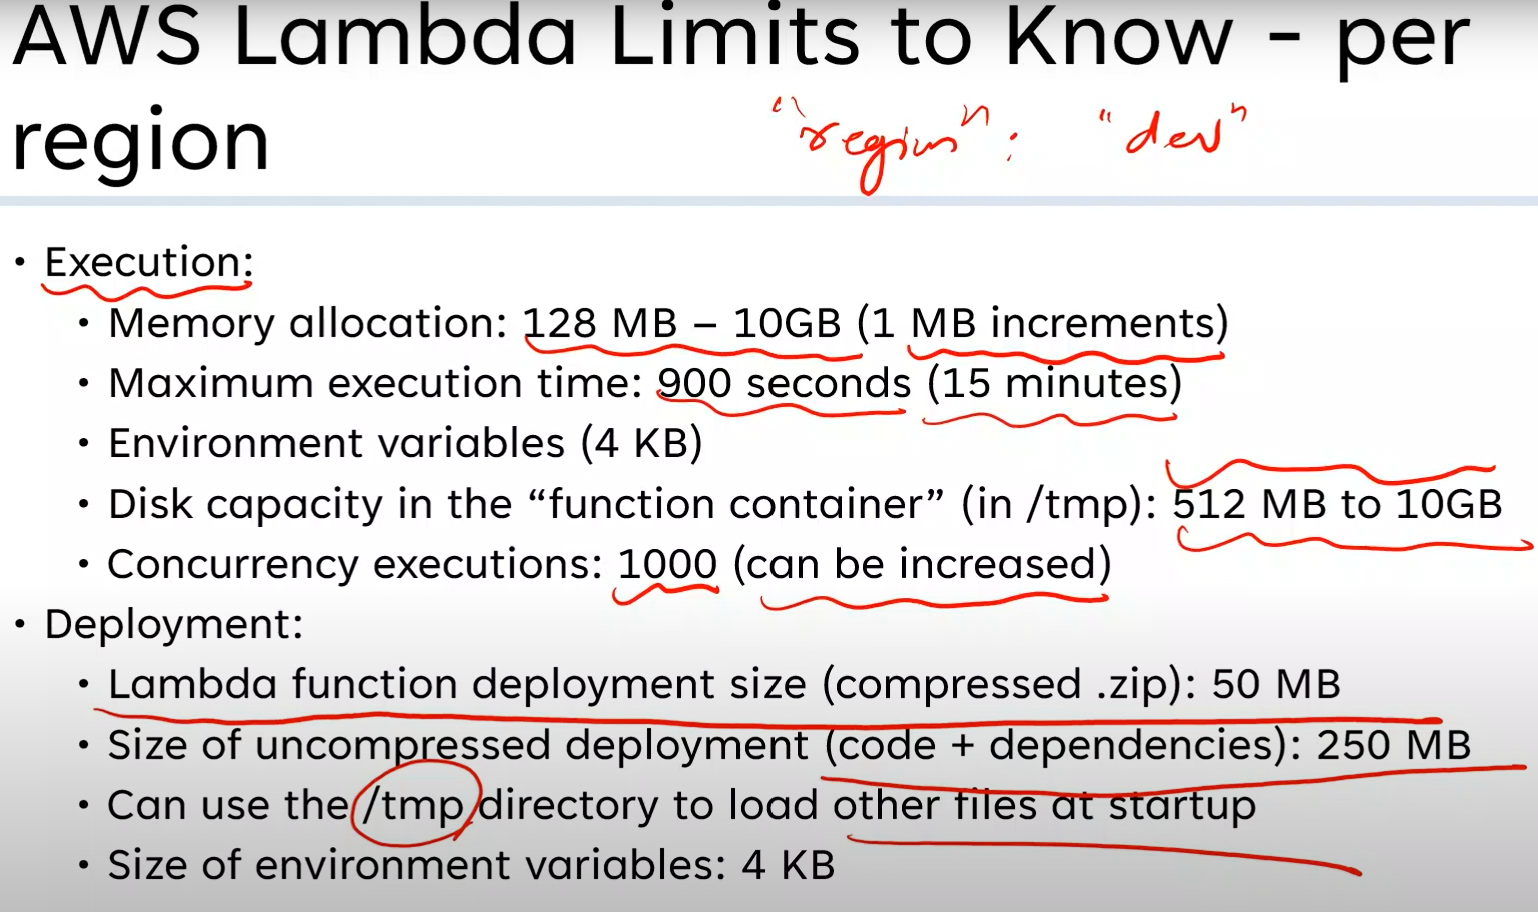 AWS Lambda Limits to Know - per
region
"region" : "dev"
• Execution:
• Memory allocation: 128 MB – 10GB (1 MB increments)
• Maximum execution time: 900 seconds (15 minutes)
• Environment variables (4 KB)
• Disk capacity in the “function container” (in /tmp): 512 MB to 10GB
• Concurrency executions: 1000 (can be increased)
• Deployment:
• Lambda function deployment size (compressed .zip): 50 MB
• Size of uncompressed deployment (code + dependencies): 250 MB
• Can use the /tmp directory to load other files at startup
• Size of environment variables: 4 KB